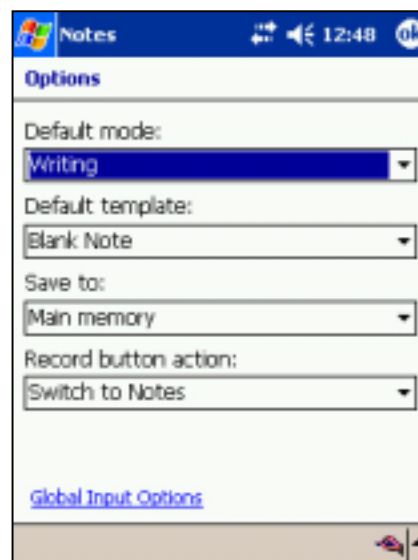 Notes 12:48 ok
Options
Default mode:
Writing
Default template:
Blank Note
Save to:
Main memory
Record button action:
Switch to Notes
Global Input Options